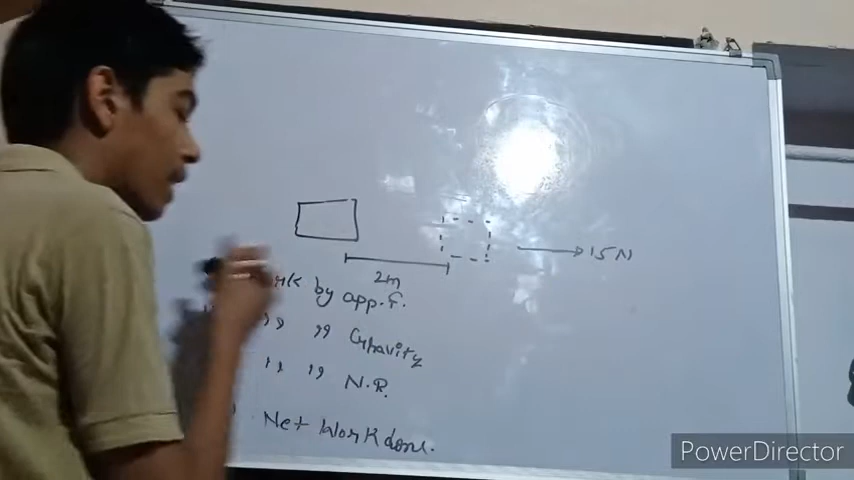 15N
2m
by app.f.
,, ,, Gravity
,, ,, N.R.
Net Work done.
PowerDirector